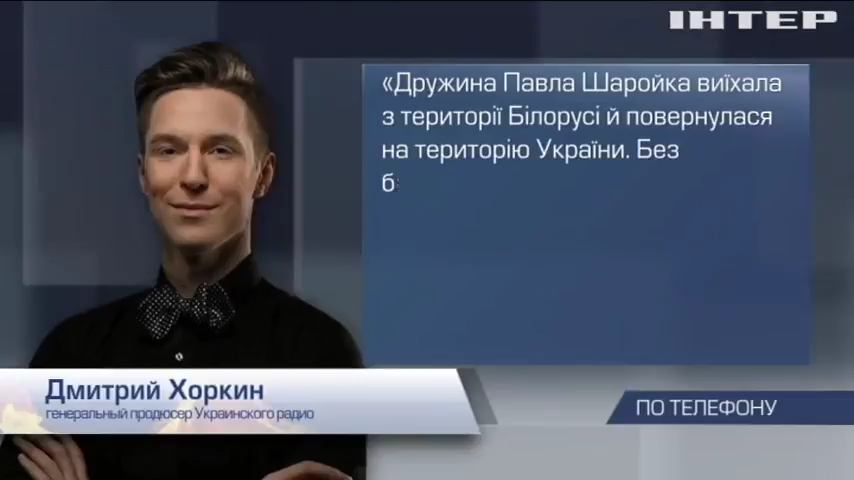 ІНТЕР
«Дружина Павла Шаройка виїхала
з території Білорусі й повернулася
на територію України. Без
б
Дмитрий Хоркин
генеральный продюсер Украинского радио
ПО ТЕЛЕФОНУ